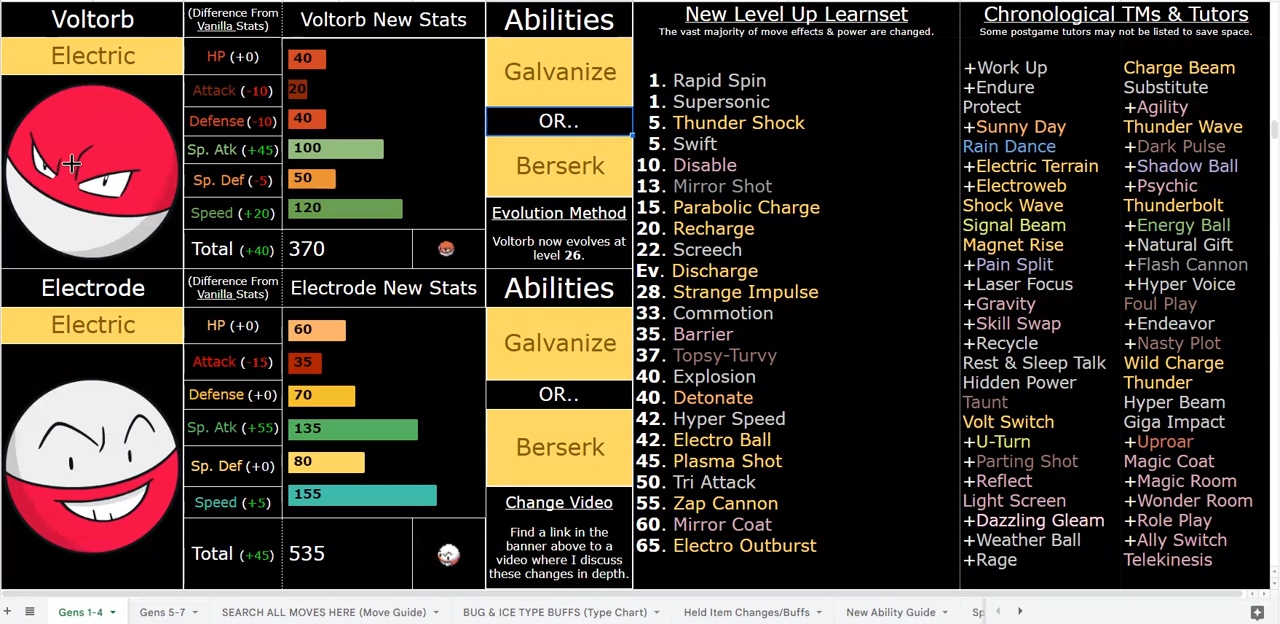 Voltorb
(Difference From
Vanilla Stats)
Voltorb New Stats
Abilities
Electric
HP (+0)
40
Attack (-10)
20
Defense (-10)
40
Sp. Atk (+45)
100
Sp. Def (-5)
50
Speed (+20)
120
Total (+40)
370
Galvanize
OR..
Berserk
Evolution Method
Voltorb now evolves at
level 26.
Electrode
(Difference From
Vanilla Stats)
Electrode New Stats
Abilities
Electric
HP (+0)
60
Attack (-15)
35
Defense (+0)
70
Sp. Atk (+55)
135
Sp. Def (+0)
80
Speed (+5)
155
Total (+45)
535
Galvanize
OR..
Berserk
Change Video
Find a link in the
banner above to a
video where I discuss
these changes in depth.
New Level Up Learnset
The vast majority of move effects & power are changed.
1. Rapid Spin
1. Supersonic
5. Thunder Shock
5. Swift
10. Disable
13. Mirror Shot
15. Parabolic Charge
20. Recharge
22. Screech
Ev. Discharge
28. Strange Impulse
33. Commotion
35. Barrier
37. Topsy-Turvy
40. Explosion
40. Detonate
42. Hyper Speed
42. Electro Ball
45. Plasma Shot
50. Tri Attack
55. Zap Cannon
60. Mirror Coat
65. Electro Outburst
Chronological TMs & Tutors
Some postgame tutors may not be listed to save space.
+Work Up
+Endure
Protect
+Sunny Day
Rain Dance
+Electric Terrain
+Electroweb
Shock Wave
Signal Beam
Magnet Rise
+Pain Split
+Laser Focus
+Gravity
+Skill Swap
+Recycle
Rest & Sleep Talk
Hidden Power
Taunt
Volt Switch
+U-Turn
+Parting Shot
+Reflect
Light Screen
+Dazzling Gleam
+Weather Ball
+Rage
Charge Beam
Substitute
+Agility
Thunder Wave
+Dark Pulse
+Shadow Ball
+Psychic
Thunderbolt
+Energy Ball
+Natural Gift
+Flash Cannon
+Hyper Voice
Foul Play
+Endeavor
+Nasty Plot
Wild Charge
Thunder
Hyper Beam
Giga Impact
+Uproar
Magic Coat
+Magic Room
+Wonder Room
+Role Play
+Ally Switch
Telekinesis
+ Gens 1-4 Gens 5-7 SEARCH ALL MOVES HERE (Move Guide) BUG & ICE TYPE BUFFS (Type Chart) Held Item Changes/Buffs New Ability Guide Sp